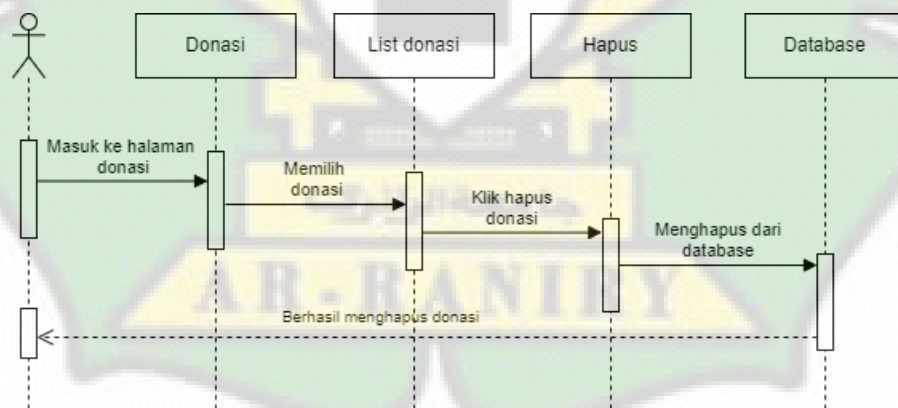 Donasi
List donasi
Hapus
Database
Masuk ke halaman
donasi
Memilih
donasi
Klik hapus
donasi
Menghapus dari
database
AR-RANIRY
Berhasil menghapus donasi